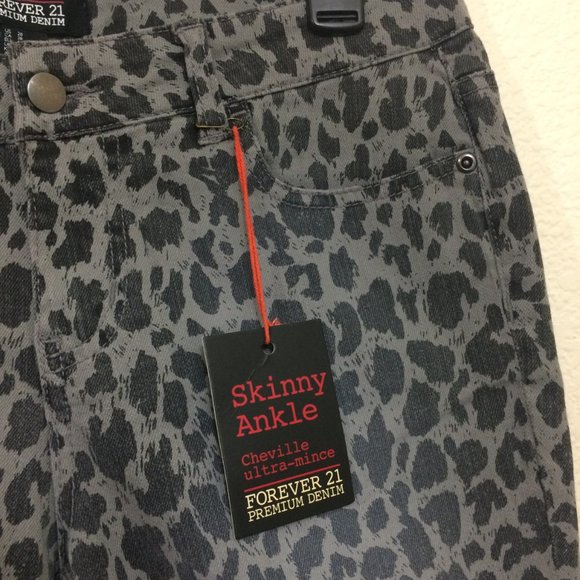 FOREVER 21
PREMIUM DENIM
Skinny
Ankle
Cheville
ultra-mince
FOREVER 21
PREMIUM DENIM